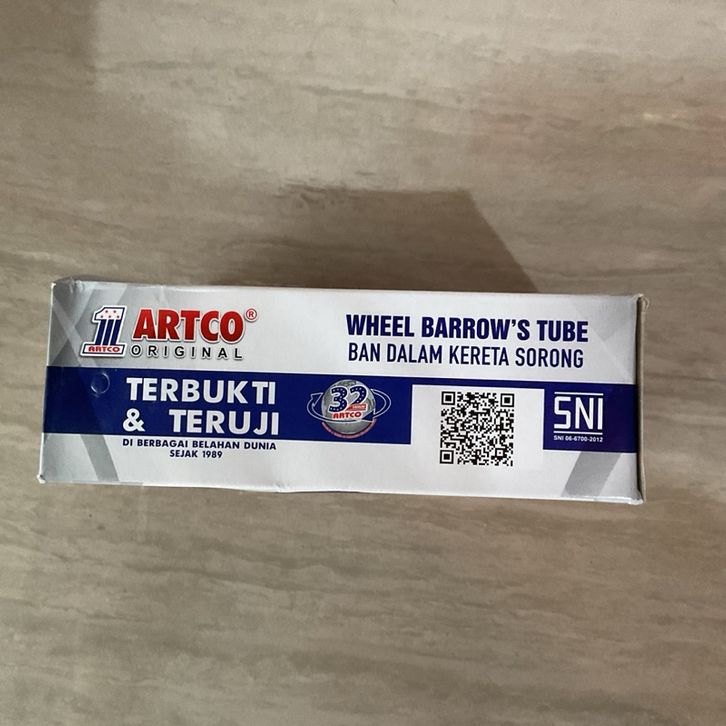 1
ARTCO
ARTCO®
ORIGINAL
WHEEL BARROW'S TUBE
BAN DALAM KERETA SORONG
TERBUKTI
& TERUJI
DI BERBAGAI BELAHAN DUNIA
SEJAK 1989
32
ARTCO
SNI
SNI 06-6700-2012